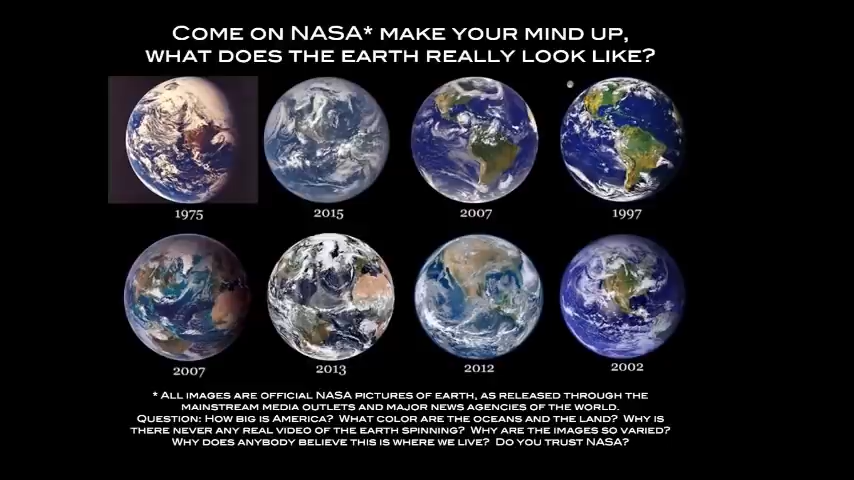 COME ON NASA* MAKE YOUR MIND UP,
WHAT DOES THE EARTH REALLY LOOK LIKE?
1975
2015
2007
1997
2007
2013
2012
2002
* ALL IMAGES ARE OFFICIAL NASA PICTURES OF EARTH, AS RELEASED THROUGH THE
MAINSTREAM MEDIA OUTLETS AND MAJOR NEWS AGENCIES OF THE WORLD.
QUESTION: HOW BIG IS AMERICA? WHAT COLOR ARE THE OCEANS AND THE LAND? WHY IS
THERE NEVER ANY REAL VIDEO OF THE EARTH SPINNING? WHY ARE THE IMAGES SO VARIED?
WHY DOES ANYBODY BELIEVE THIS IS WHERE WE LIVE? DO YOU TRUST NASA?